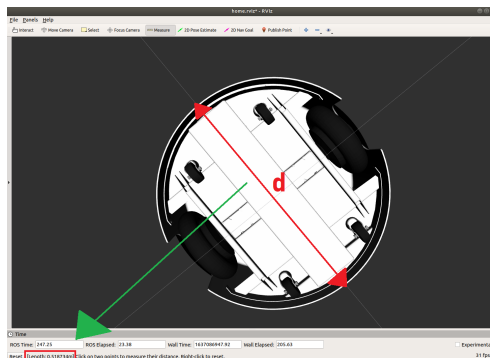 home.rviz* - RViz
File Panels Help
Interact Move Camera Select Focus Camera Measure 2D Pose Estimate 2D Nav Goal Publish Point
d
Time
ROS Time: 247.25 ROS Elapsed: 23.38 Wall Time: 1637086947.92 Wall Elapsed: 205.63 Experimental
Reset Click on two points to measure their distance. Right-click to reset. 31 fps